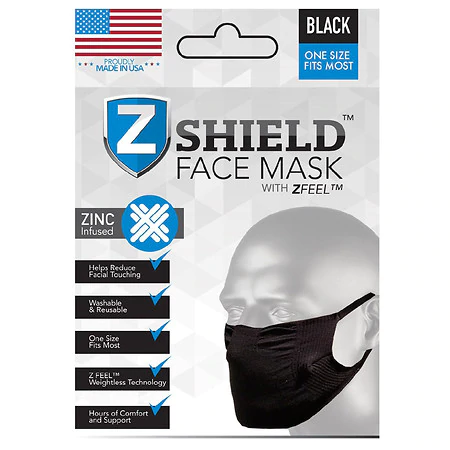 PROUDLY
MADE IN USA
BLACK
ONE SIZE
FITS MOST
Z SHIELD™
FACE MASK
WITH ZFEEL™
ZINC
Infused
Helps Reduce
Facial Touching
Washable
& Reusable
One Size
Fits Most
Z FEEL™
Weightless Technology
Hours of Comfort
and Support